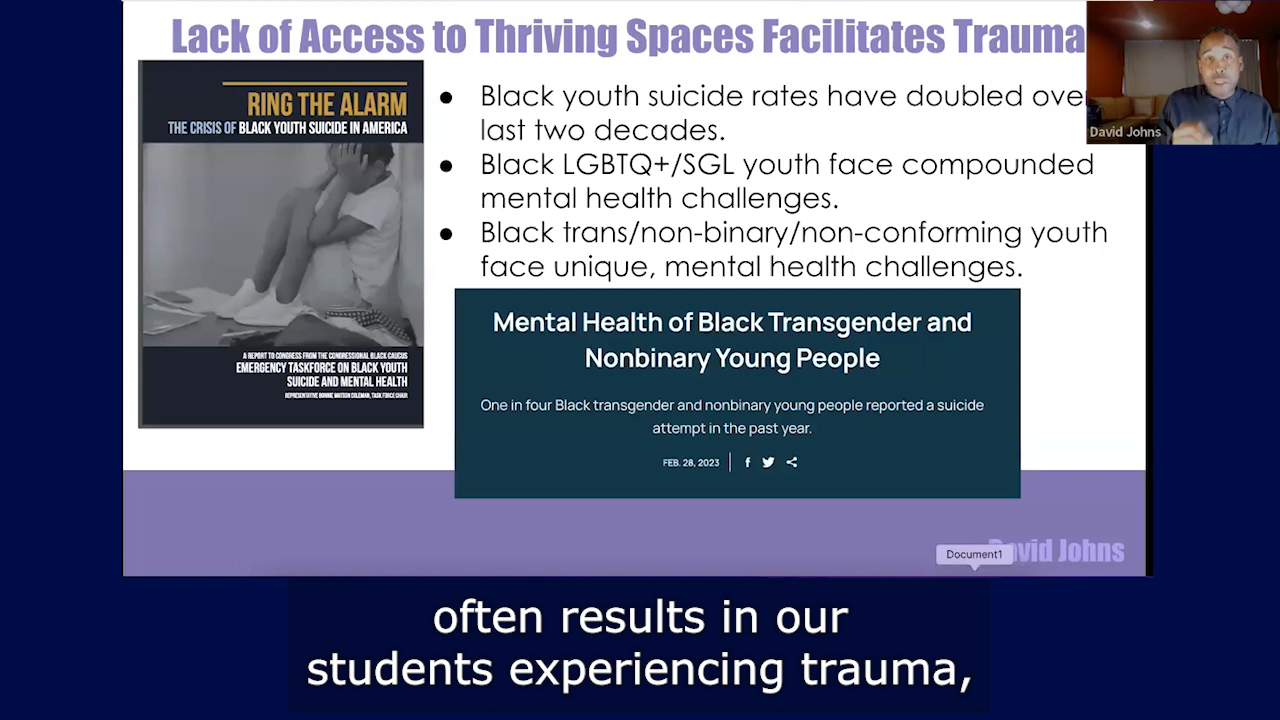 Lack of Access to Thriving Spaces Facilitates Trauma
RING THE ALARM
THE CRISIS OF BLACK YOUTH SUICIDE IN AMERICA
A REPORT TO CONGRESS FROM THE CONGRESSIONAL BLACK CAUCUS
EMERGENCY TASKFORCE ON BLACK YOUTH
SUICIDE AND MENTAL HEALTH
REPRESENTATIVE BONNIE WATSON COLEMAN, TASK FORCE CHAIR
● Black youth suicide rates have doubled ove
last two decades.
● Black LGBTQ+/SGL youth face compounded
mental health challenges.
● Black trans/non-binary/non-conforming youth
face unique, mental health challenges.
Mental Health of Black Transgender and
Nonbinary Young People
One in four Black transgender and nonbinary young people reported a suicide
attempt in the past year.
FEB. 28, 2023
David Johns
Document1
vid Johns
often results in our
students experiencing trauma,